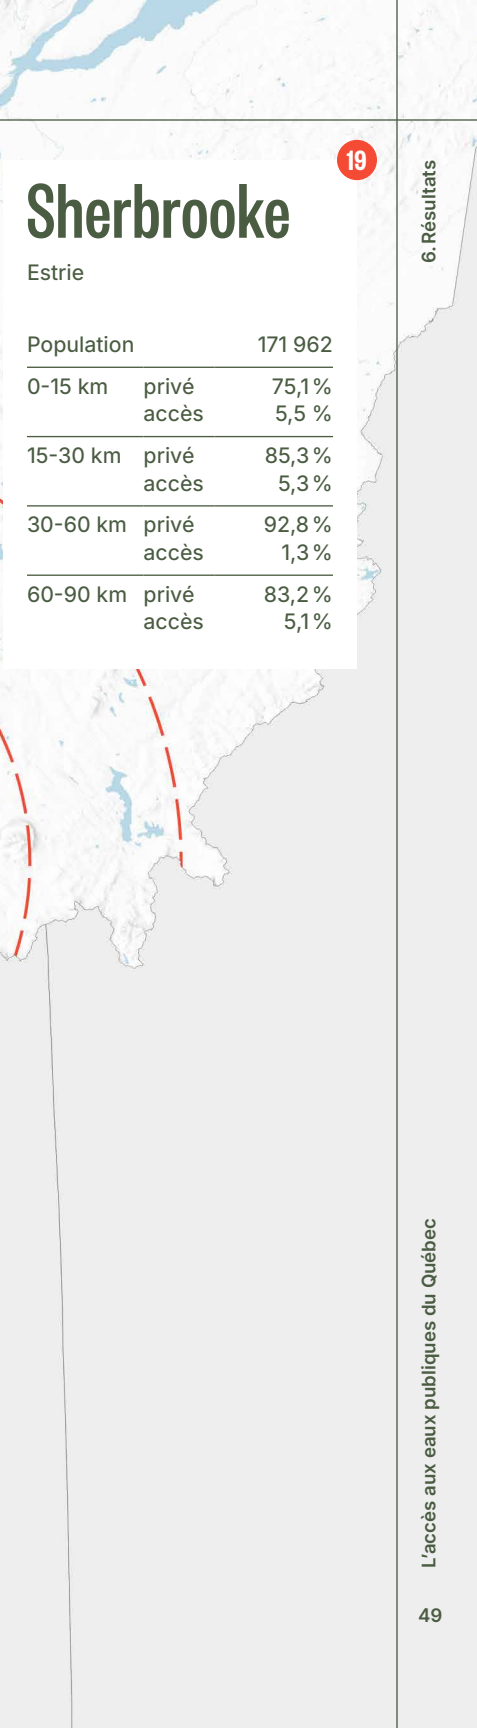 19
Sherbrooke
Estrie
Population 171 962
0-15 km privé 75,1 %
accès 5,5 %
15-30 km privé 85,3 %
accès 5,3 %
30-60 km privé 92,8 %
accès 1,3 %
60-90 km privé 83,2 %
accès 5,1 %
6. Résultats
L'accès aux eaux publiques du Québec
49